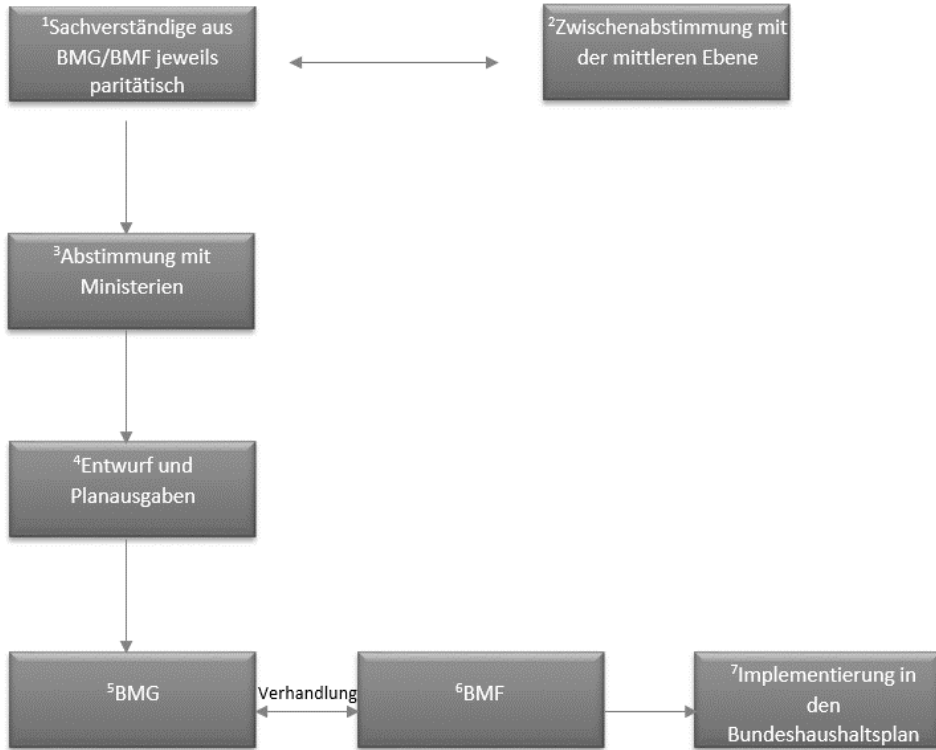 ¹Sachverständige aus
BMG/BMF jeweils
paritätisch
²Zwischenabstimmung mit
der mittleren Ebene
³Abstimmung mit
Ministerien
⁴Entwurf und
Planausgaben
⁵BMG
Verhandlung
⁶BMF
⁷Implementierung in
den
Bundeshaushaltsplan